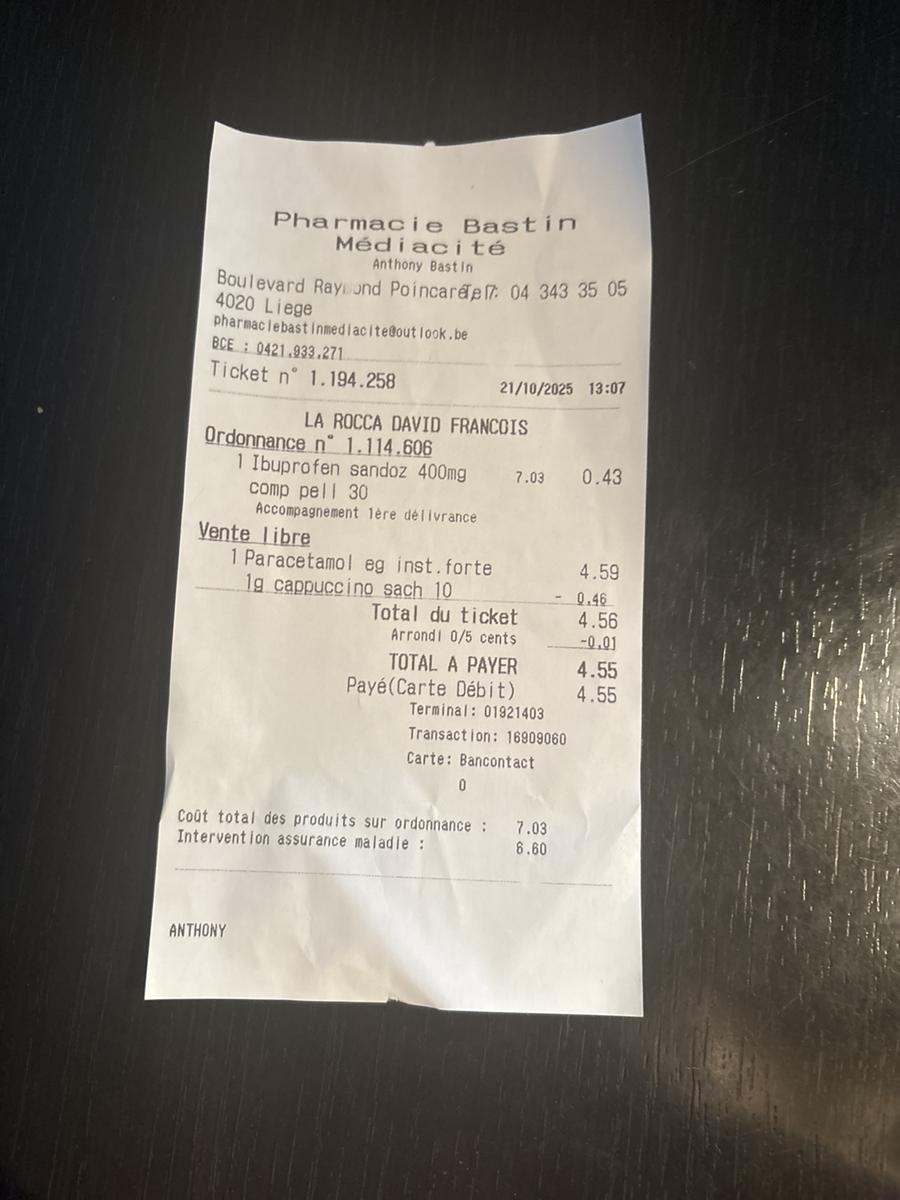 Pharmacie Bastin
Médiacité
Anthony Bastin
Boulevard Raymond Poincaré 7 Tel: 04 343 35 05
4020 Liege
pharmaciebastinmediacite@outlook.be
BCE : 0421.933.271
Ticket n° 1.194.258 21/10/2025 13:07
LA ROCCA DAVID FRANCOIS
Ordonnance n° 1.114.606
1 Ibuprofen sandoz 400mg 7.03 0.43
comp pell 30
Accompagnement 1ère délivrance
Vente libre
1 Paracetamol eg inst.forte 4.59
1g cappuccino sach 10 - 0.46
Total du ticket 4.56
Arrondi 0/5 cents -0.01
TOTAL A PAYER 4.55
Payé(Carte Débit) 4.55
Terminal: 01921403
Transaction: 16909060
Carte: Bancontact
0
Coût total des produits sur ordonnance : 7.03
Intervention assurance maladie : 6.60
ANTHONY